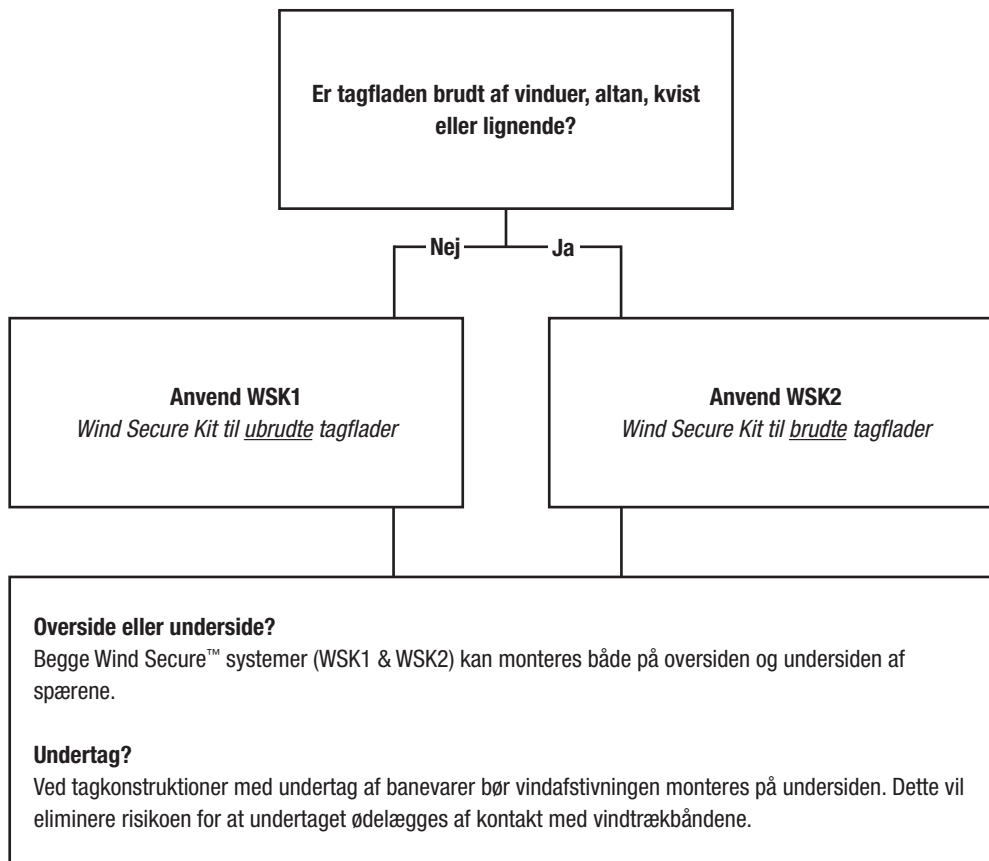 Er tagfladen brudt af vinduer, altan, kvist
eller lignende?
Nej
Ja
Anvend WSK1
Wind Secure Kit til ubrudte tagflader
Anvend WSK2
Wind Secure Kit til brudte tagflader
Overside eller underside?
Begge Wind Secure™ systemer (WSK1 & WSK2) kan monteres både på oversiden og undersiden af
spærene.
Undertag?
Ved tagkonstruktioner med undertag af banevarer bør vindafstivningen monteres på undersiden. Dette vil
eliminere risikoen for at undertaget ødelægges af kontakt med vindtrækbåndene.